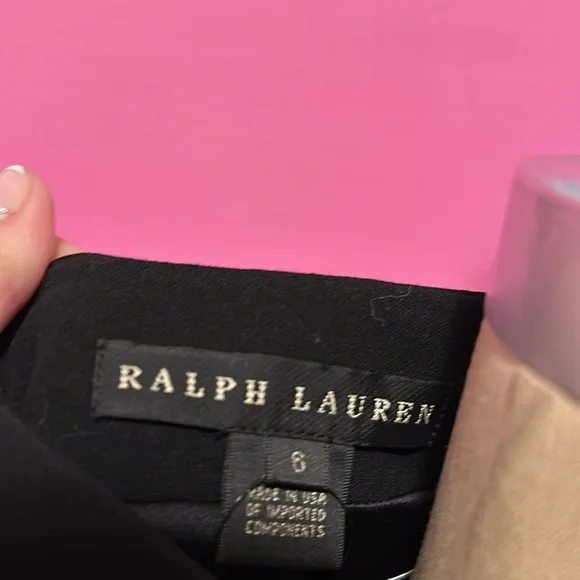 RALPH LAUREN
6
MADE IN USA
OF IMPORTED
COMPONENTS